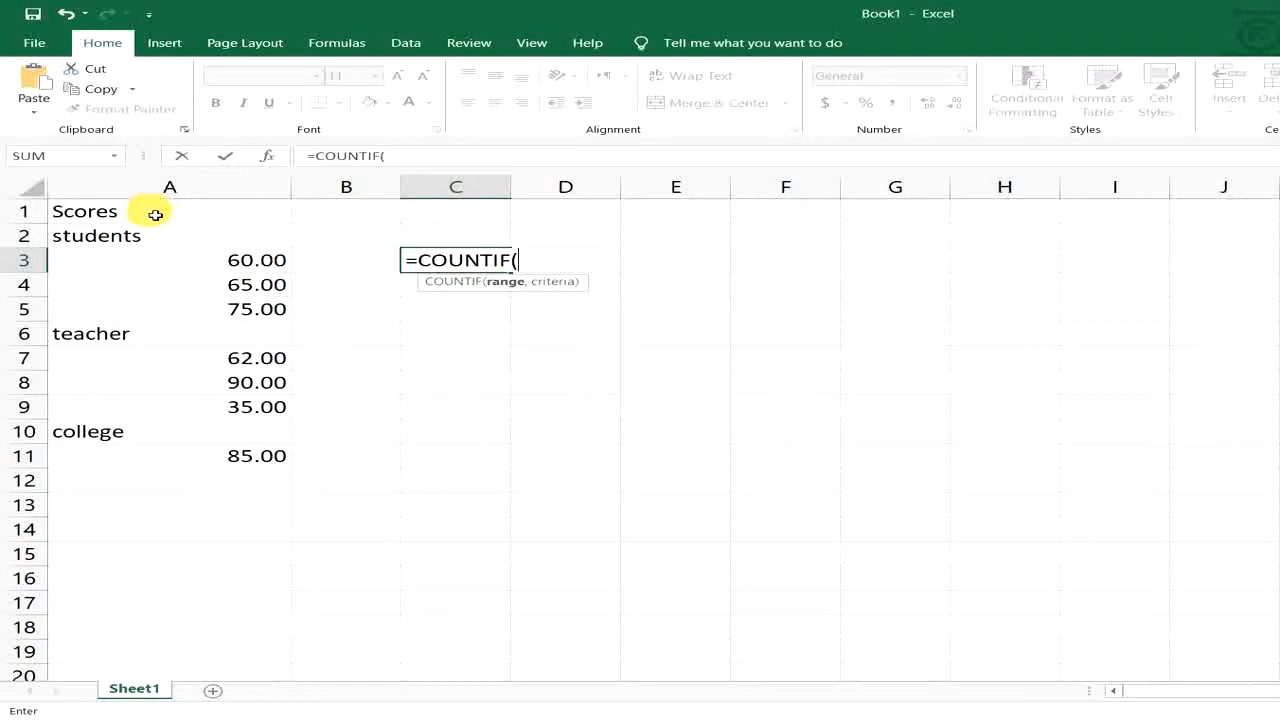 Book1 - Excel
File Home Insert Page Layout Formulas Data Review View Help Tell me what you want to do
Paste
Cut
Copy
Format Painter
11 A A
B I U A
Wrap Text
Merge & Center
General
$ % ,
Conditional Formatting
Format as Table
Cell Styles
Insert
Clipboard Font Alignment Number Styles
SUM fx =COUNTIF(
A B C D E F G H I J
1 Scores
2 students
3 60.00 =COUNTIF(
COUNTIF(range, criteria)
4 65.00
5 75.00
6 teacher
7 62.00
8 90.00
9 35.00
10 college
11 85.00
12
13
14
15
16
17
18
19
20
Sheet1
Enter